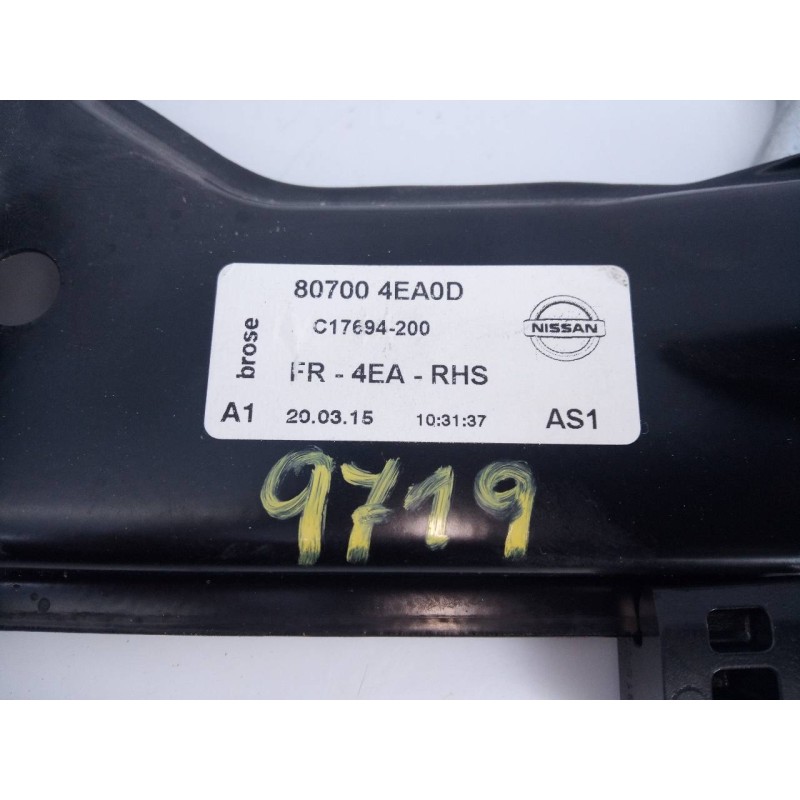 80700 4EA0D
C17694-200
NISSAN
brose
FR - 4EA - RHS
A1 20.03.15 10:31:37 AS1
9719